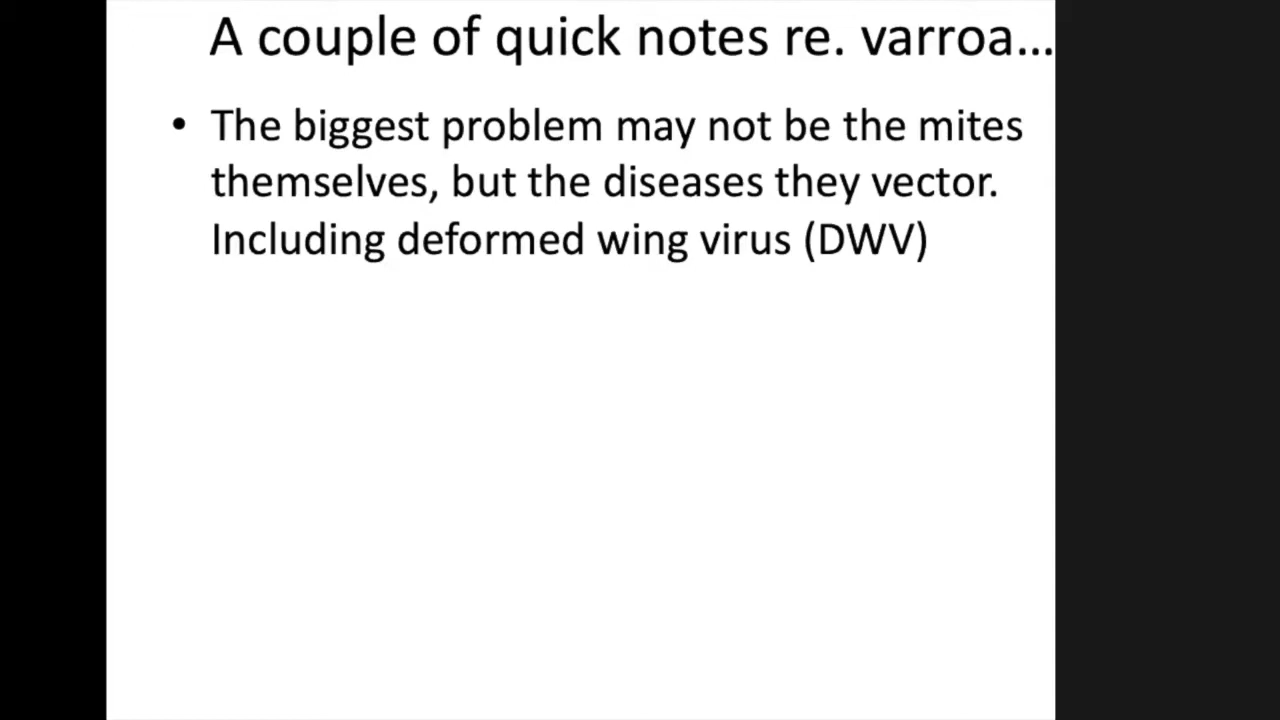 A couple of quick notes re. varroa...
• The biggest problem may not be the mites
themselves, but the diseases they vector.
Including deformed wing virus (DWV)